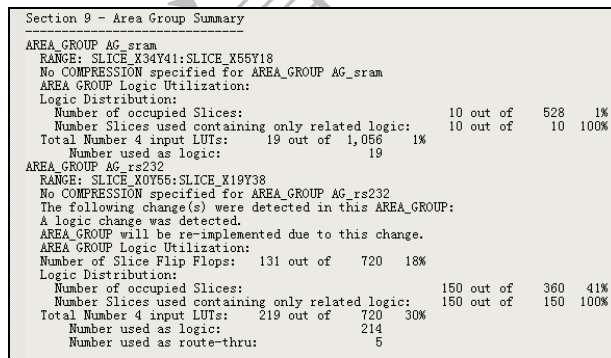 Section 9 - Area Group Summary
-------------------------------
AREA_GROUP AG_sram
RANGE: SLICE_X34Y41:SLICE_X55Y18
No COMPRESSION specified for AREA_GROUP AG_sram
AREA GROUP Logic Utilization:
Logic Distribution:
Number of occupied Slices: 10 out of 528 1%
Number Slices used containing only related logic: 10 out of 10 100%
Total Number 4 input LUTs: 19 out of 1,056 1%
Number used as logic: 19
AREA_GROUP AG_rs232
RANGE: SLICE_X0Y55:SLICE_X19Y38
No COMPRESSION specified for AREA_GROUP AG_rs232
The following change(s) were detected in this AREA_GROUP:
A logic change was detected.
AREA_GROUP will be re-implemented due to this change.
AREA GROUP Logic Utilization:
Number of Slice Flip Flops: 131 out of 720 18%
Logic Distribution:
Number of occupied Slices: 150 out of 360 41%
Number Slices used containing only related logic: 150 out of 150 100%
Total Number 4 input LUTs: 219 out of 720 30%
Number used as logic: 214
Number used as route-thru: 5